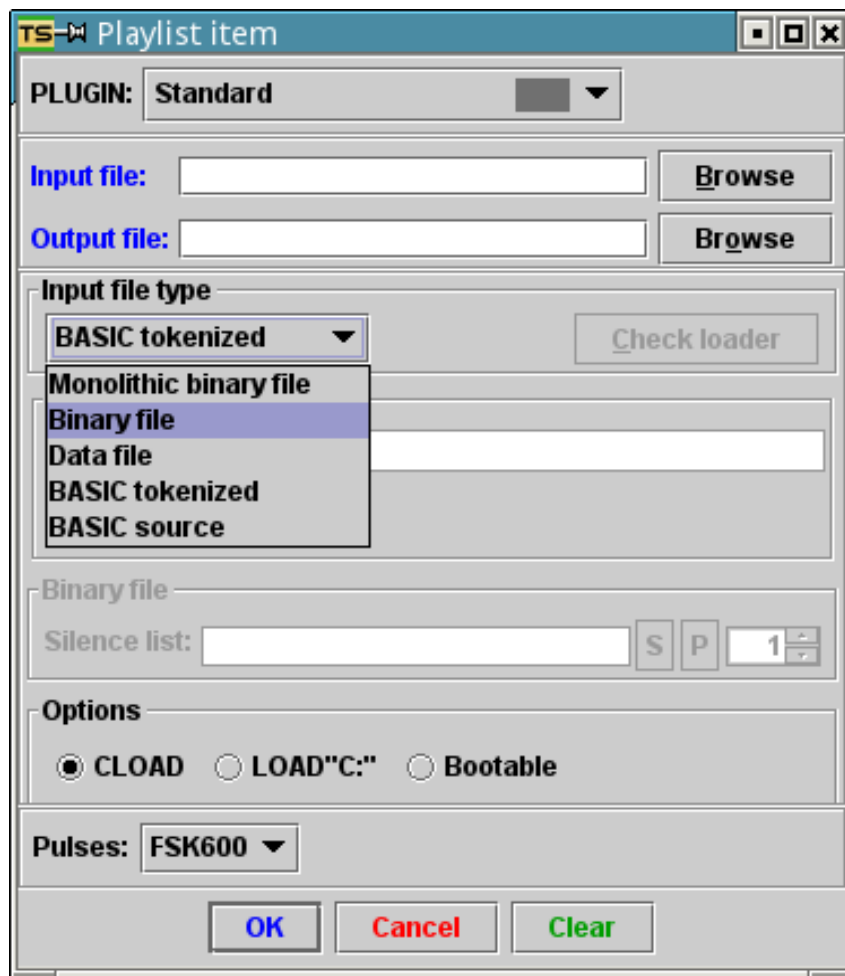 TS Playlist item
PLUGIN: Standard
Input file: Browse
Output file: Browse
Input file type
BASIC tokenized Check loader
Monolithic binary file
Binary file
Data file
BASIC tokenized
BASIC source
Binary file
Silence list: S P 1
Options
CLOAD LOAD"C:" Bootable
Pulses: FSK600
OK Cancel Clear